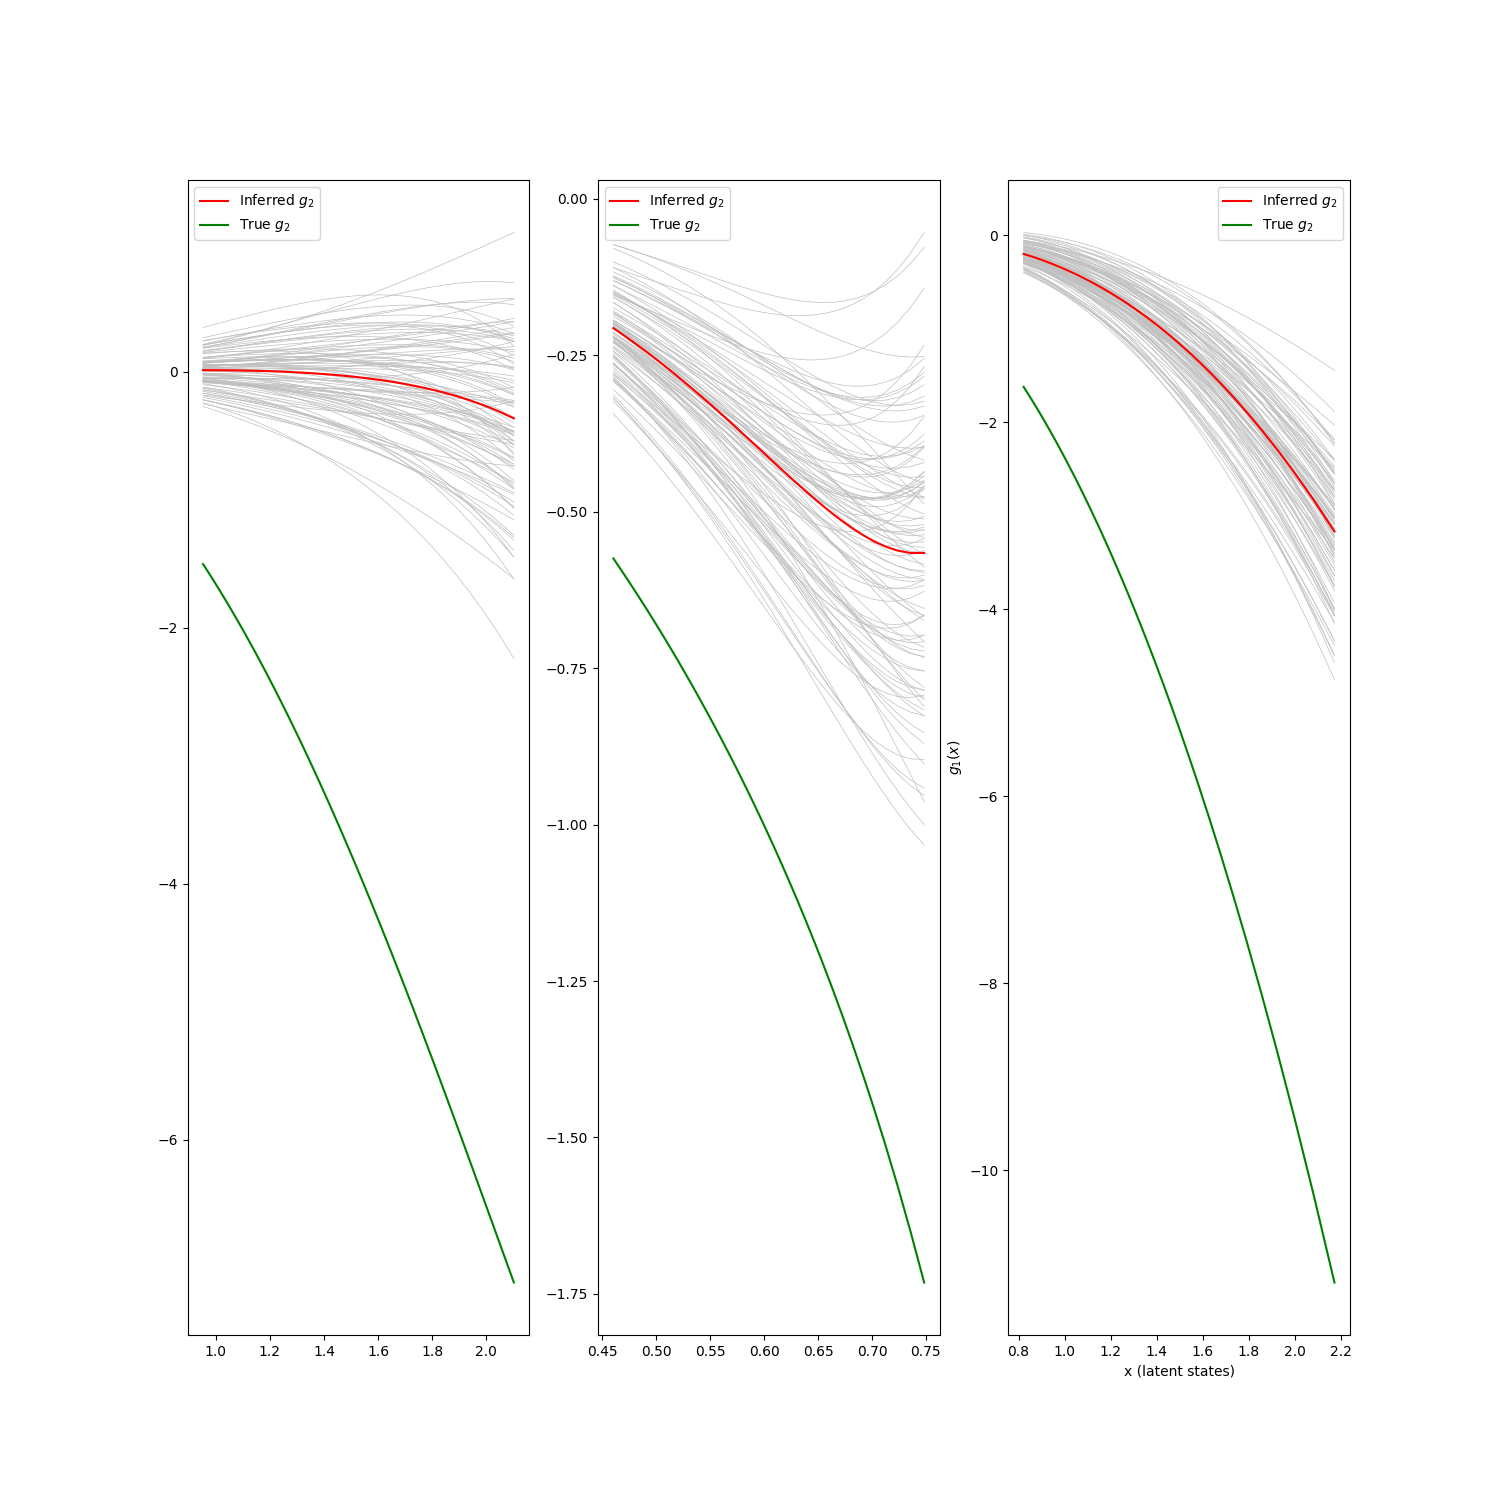 Inferred g₂
True g₂
0
−2
−4
−6
1.0 1.2 1.4 1.6 1.8 2.0
Inferred g₂
True g₂
0.00
−0.25
−0.50
−0.75
−1.00
−1.25
−1.50
−1.75
0.45 0.50 0.55 0.60 0.65 0.70 0.75
Inferred g₂
True g₂
g₁(x)
0
−2
−4
−6
−8
−10
0.8 1.0 1.2 1.4 1.6 1.8 2.0 2.2
x (latent states)